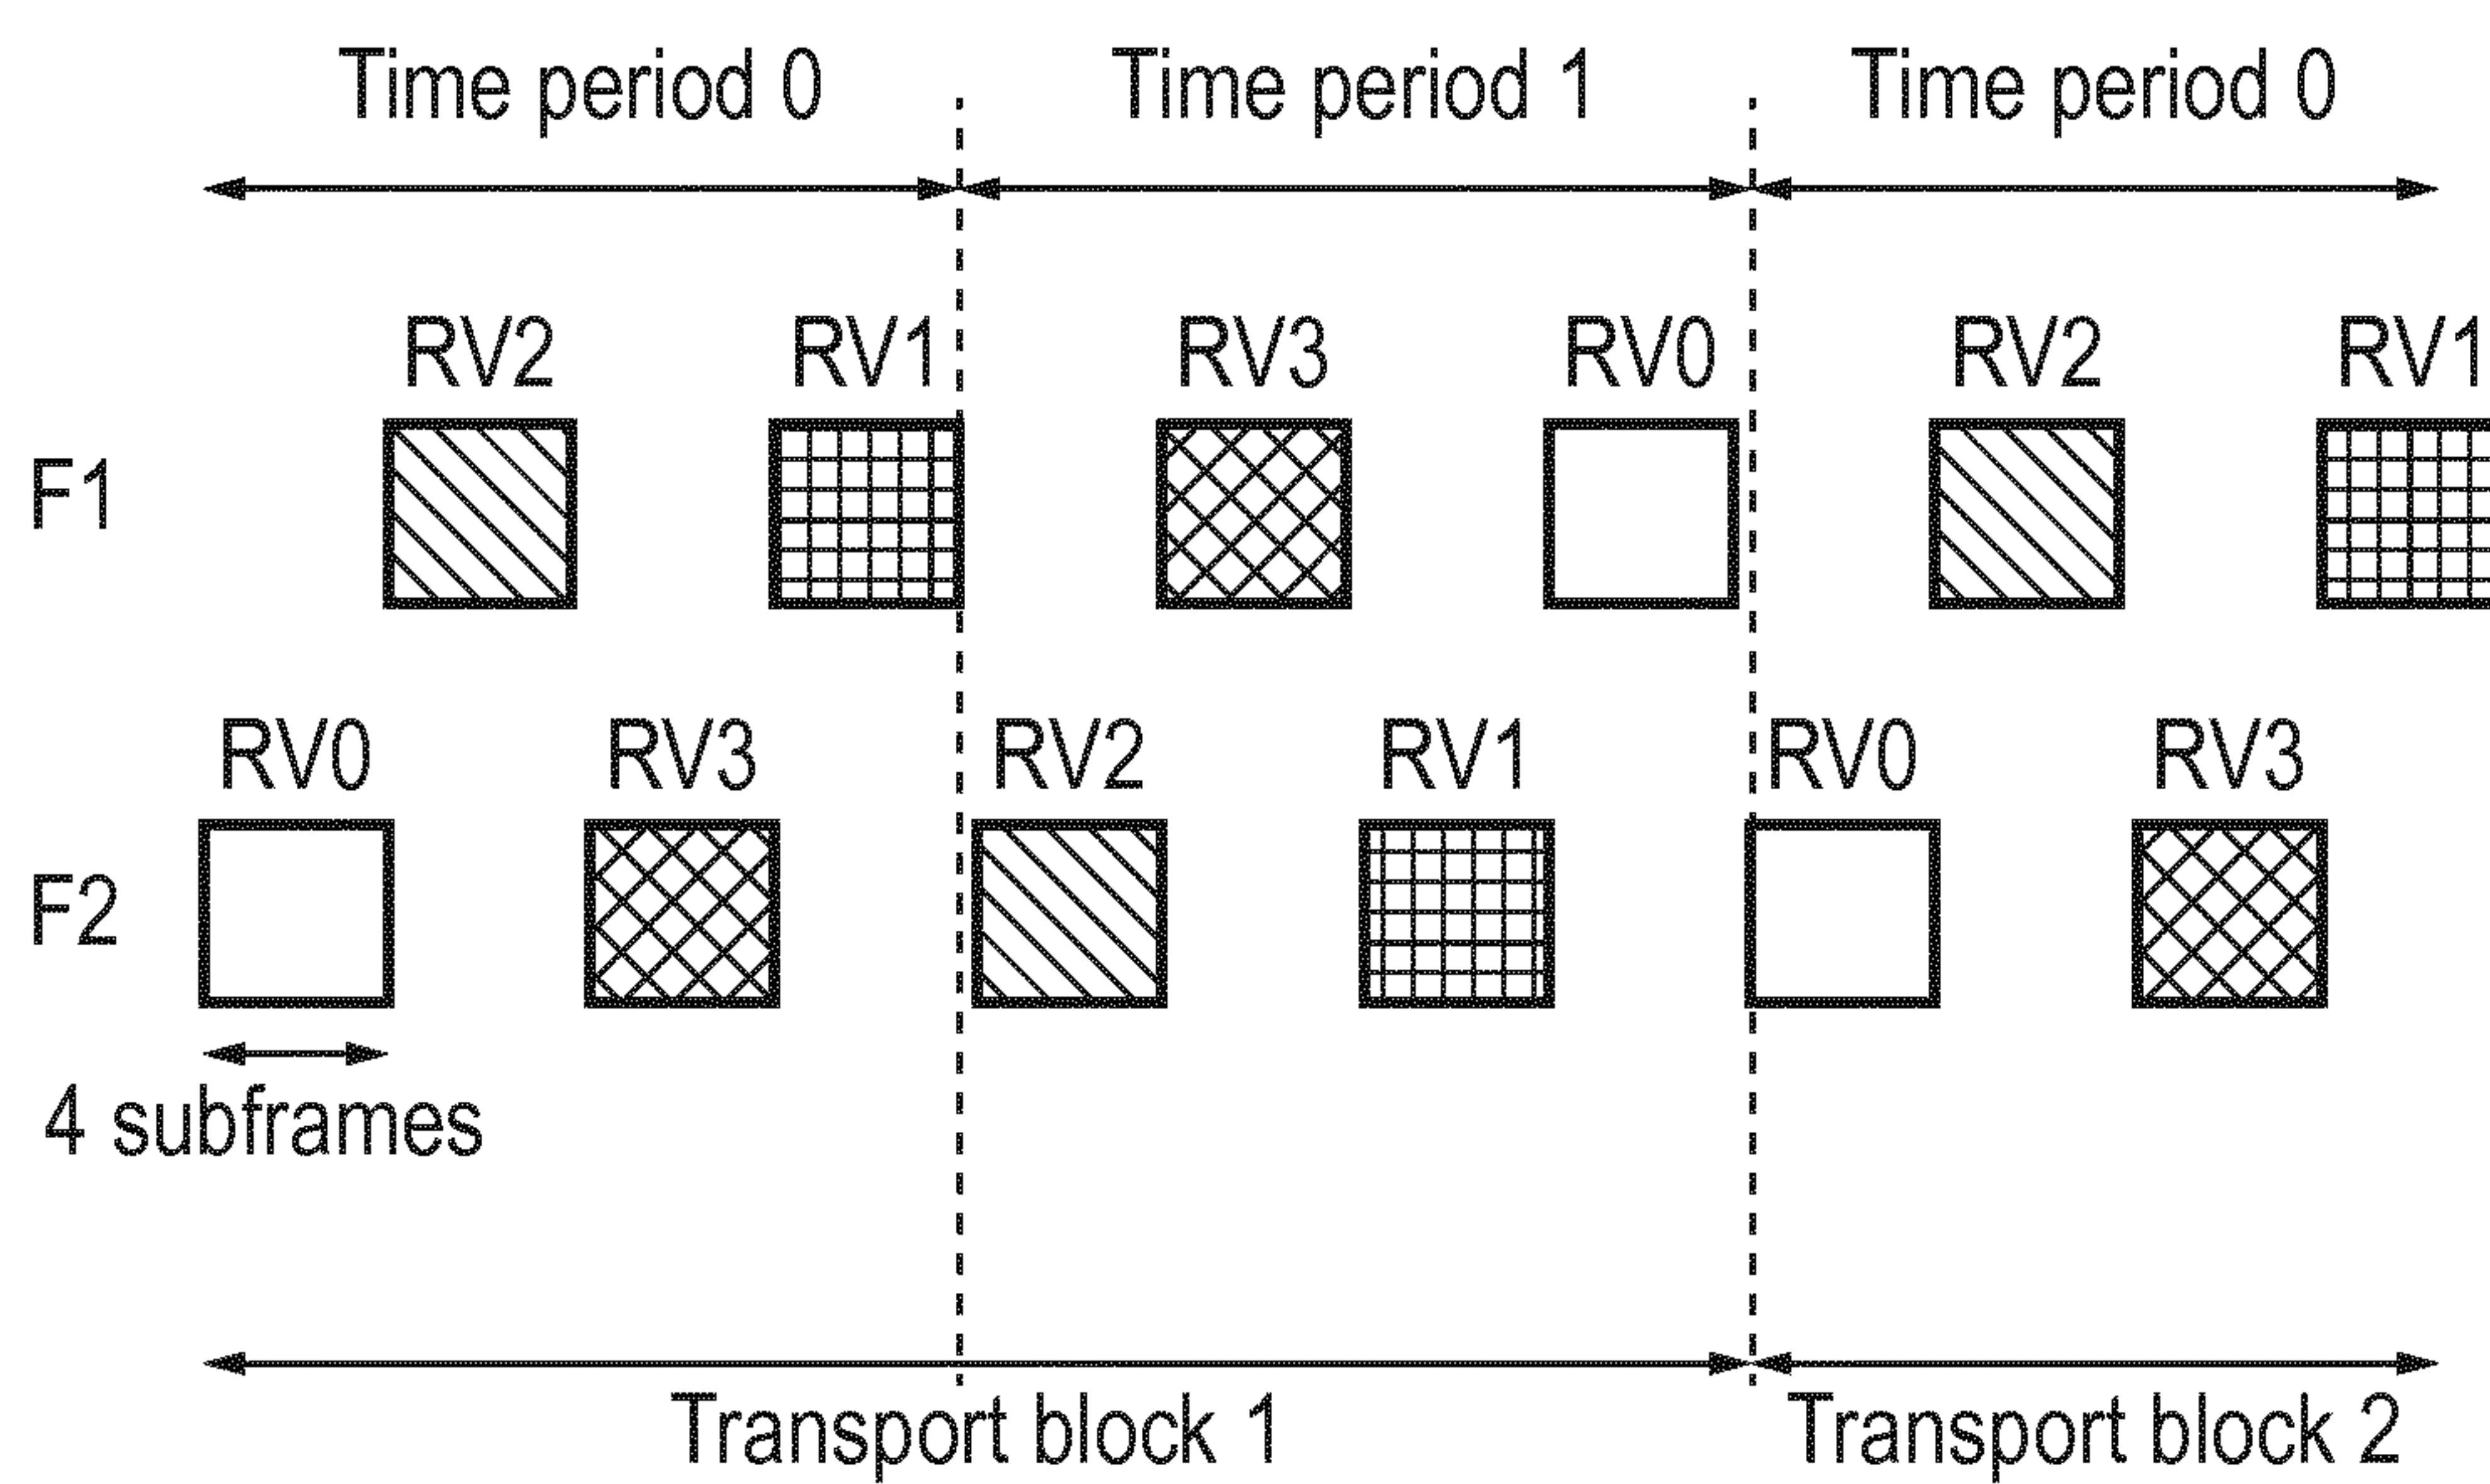 Time period 0 Time period 1 Time period 0
RV2 RV1 RV3 RV0 RV2 RV1
F1
RV0 RV3 RV2 RV1 RV0 RV3
F2
4 subframes
Transport block 1 Transport block 2